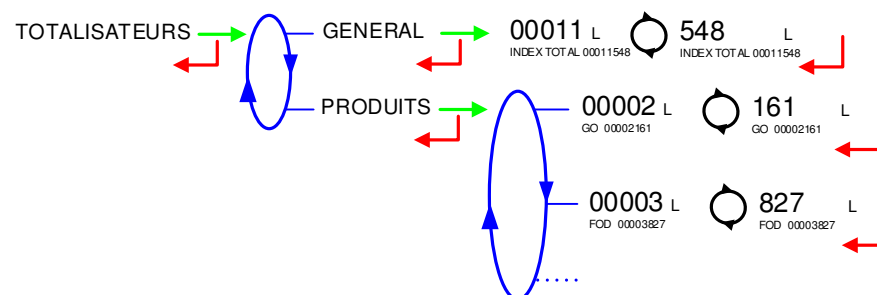 TOTALISATEURS GENERAL 00011 L 548 L
INDEX TOTAL 00011548 INDEX TOTAL 00011548
PRODUITS 00002 L 161 L
GO 00002161 GO 00002161
00003 L 827 L
FOD 00003827 FOD 00003827